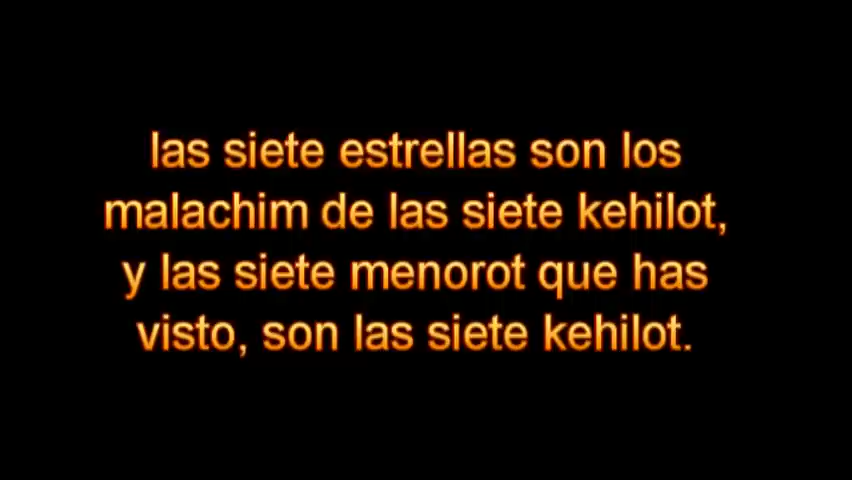 las siete estrellas son los
malachim de las siete kehilot,
y las siete menorot que has
visto, son las siete kehilot.